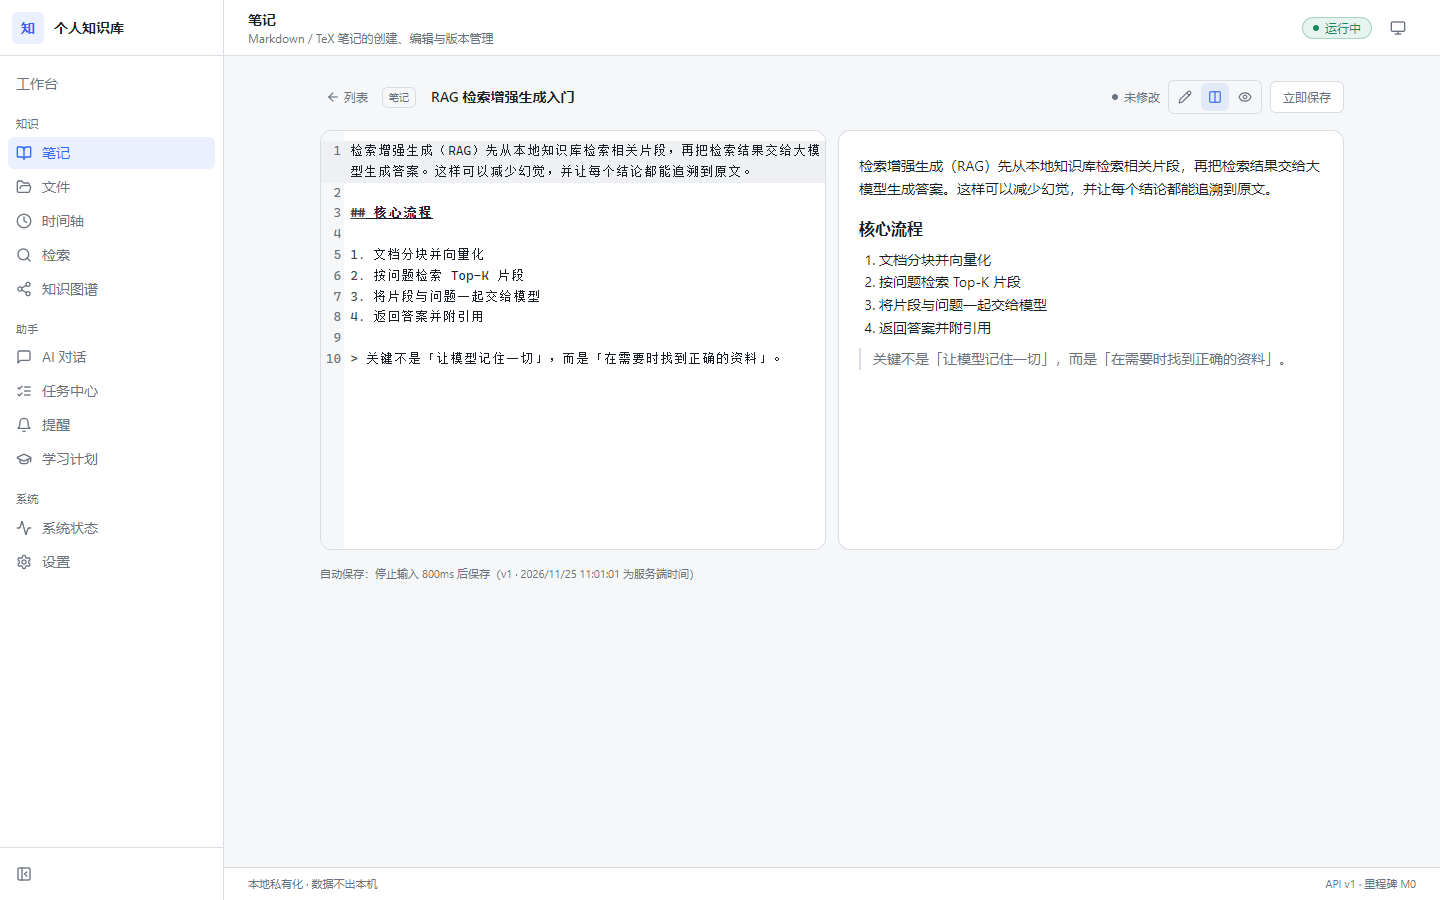 知 个人知识库
工作台
知识
笔记
文件
时间轴
检索
知识图谱
助手
AI 对话
任务中心
提醒
学习计划
系统
系统状态
设置
笔记
Markdown / TeX 笔记的创建、编辑与版本管理
运行中
列表 笔记 RAG 检索增强生成入门
未修改 立即保存
1 检索增强生成（RAG）先从本地知识库检索相关片段，再把检索结果交给大模
型生成答案。这样可以减少幻觉，并让每个结论都能追溯到原文。
2
3 ## 核心流程
4
5 1. 文档分块并向量化
6 2. 按问题检索 Top-K 片段
7 3. 将片段与问题一起交给模型
8 4. 返回答案并附引用
9
10 > 关键不是「让模型记住一切」，而是「在需要时找到正确的资料」。
检索增强生成（RAG）先从本地知识库检索相关片段，再把检索结果交给大
模型生成答案。这样可以减少幻觉，并让每个结论都能追溯到原文。
核心流程
1. 文档分块并向量化
2. 按问题检索 Top-K 片段
3. 将片段与问题一起交给模型
4. 返回答案并附引用
关键不是「让模型记住一切」，而是「在需要时找到正确的资料」。
自动保存：停止输入 800ms 后保存（v1 · 2026/11/25 11:01:01 为服务端时间）
本地私有化 · 数据不出本机
API v1 · 里程碑 M0